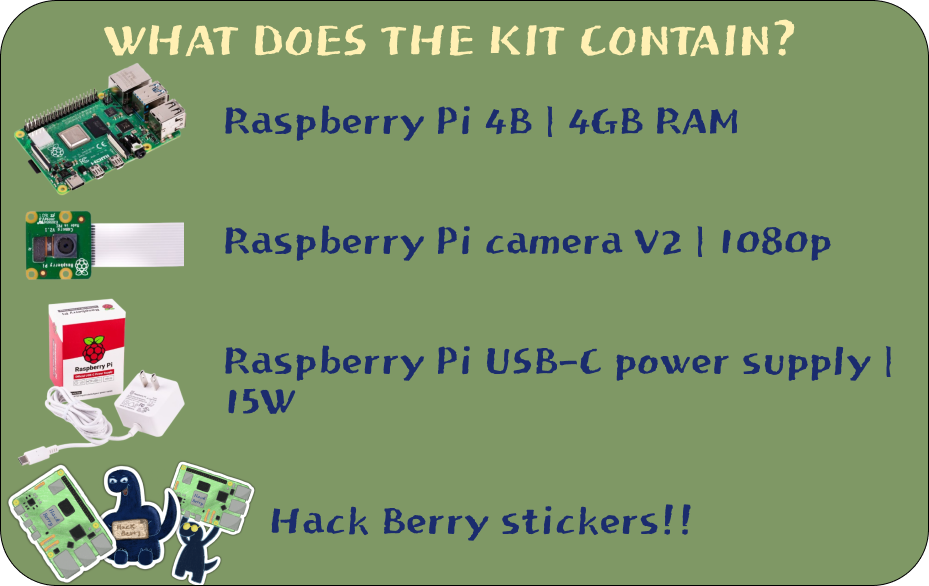 WHAT DOES THE KIT CONTAIN?
Raspberry Pi 4B | 4GB RAM
Raspberry Pi camera V2 | 1080p
Raspberry Pi USB-C power supply |
15W
Raspberry Pi
Hack
Berry
Hack Berry stickers!!